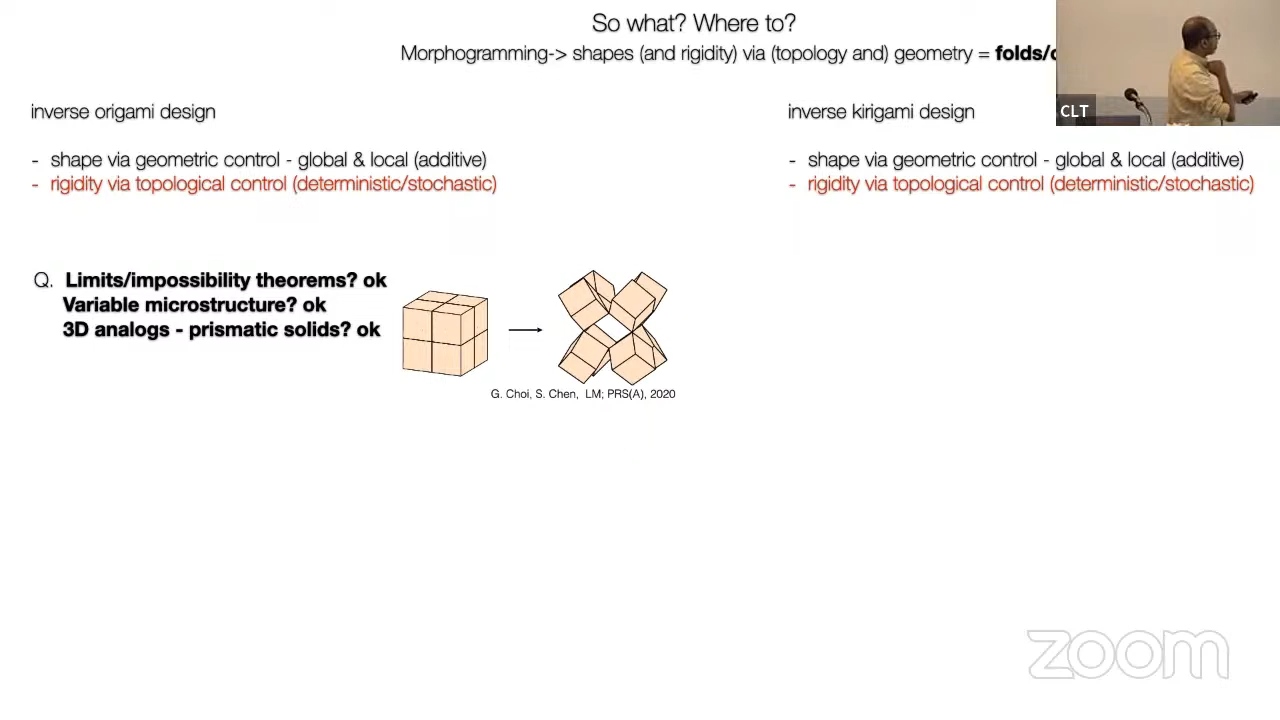 So what? Where to?
Morphogramming-> shapes (and rigidity) via (topology and) geometry = folds/
inverse origami design
- shape via geometric control - global & local (additive)
- rigidity via topological control (deterministic/stochastic)
inverse kirigami design
- shape via geometric control - global & local (additive)
- rigidity via topological control (deterministic/stochastic)
Q. Limits/impossibility theorems? ok
Variable microstructure? ok
3D analogs - prismatic solids? ok
G. Choi, S. Chen, LM; PRS(A), 2020
CLT
zoom